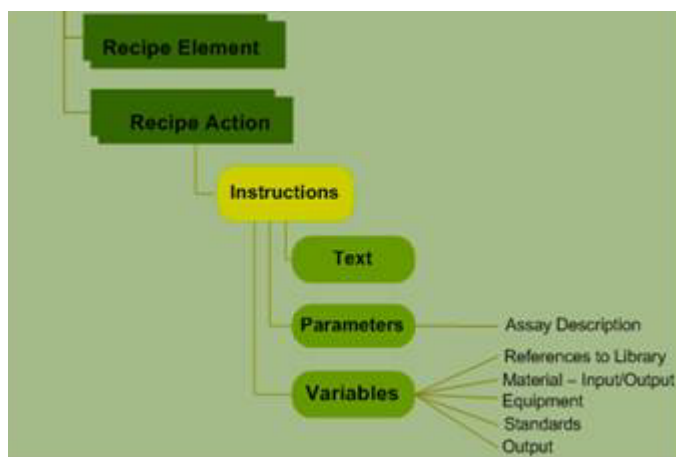 Recipe Element
Recipe Action
Instructions
Text
Parameters
Assay Description
References to Library
Material – Input/Output
Variables
Equipment
Standards
Output